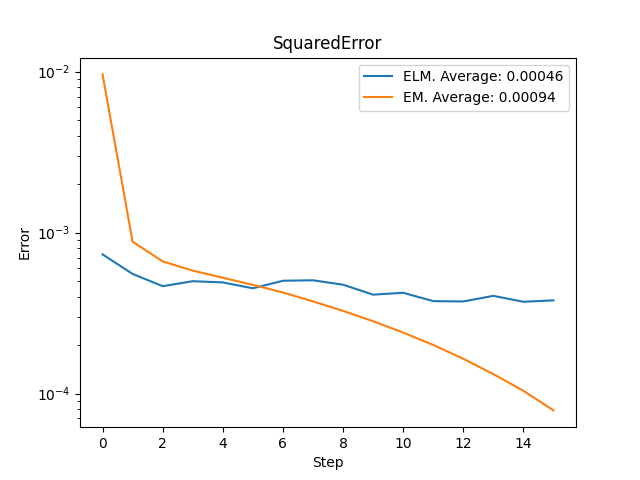 SquaredError
ELM. Average: 0.00046
EM. Average: 0.00094
Error
10⁻²
10⁻³
10⁻⁴
0 2 4 6 8 10 12 14
Step